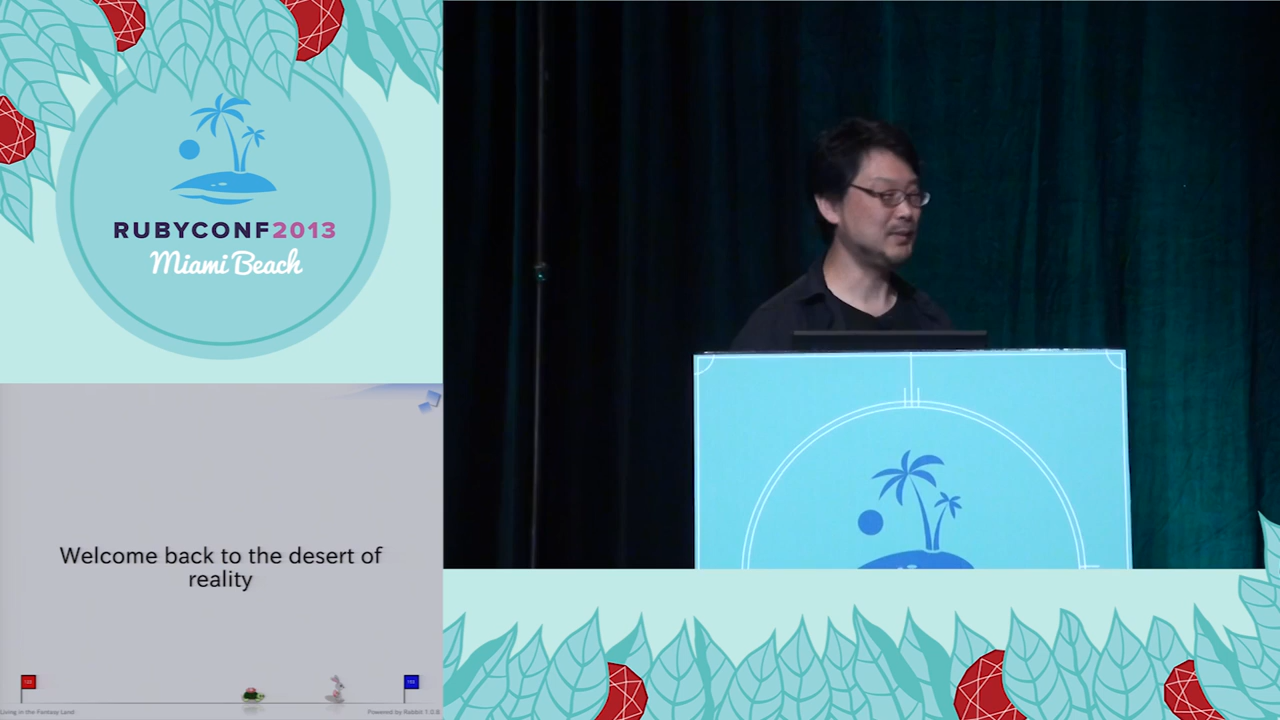 RUBYCONF2013
Miami Beach
Welcome back to the desert of
reality
Living in the Fantasy Land
Powered by Rabbit 1.0.8